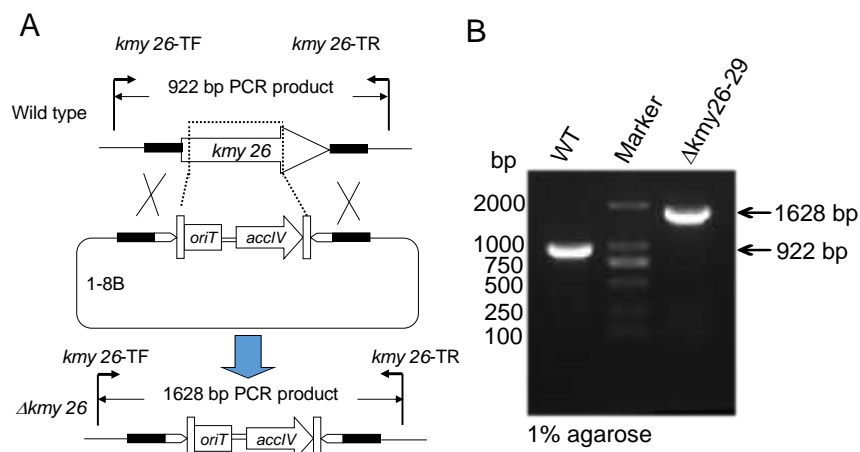 A
kmy 26-TF
kmy 26-TR
922 bp PCR product
Wild type
kmy 26
oriT
accIV
1-8B
kmy 26-TF
kmy 26-TR
1628 bp PCR product
Δkmy 26
oriT
accIV
B
bp
WT
Marker
Δkmy26-29
2000
1000
750
500
250
100
1628 bp
922 bp
1% agarose